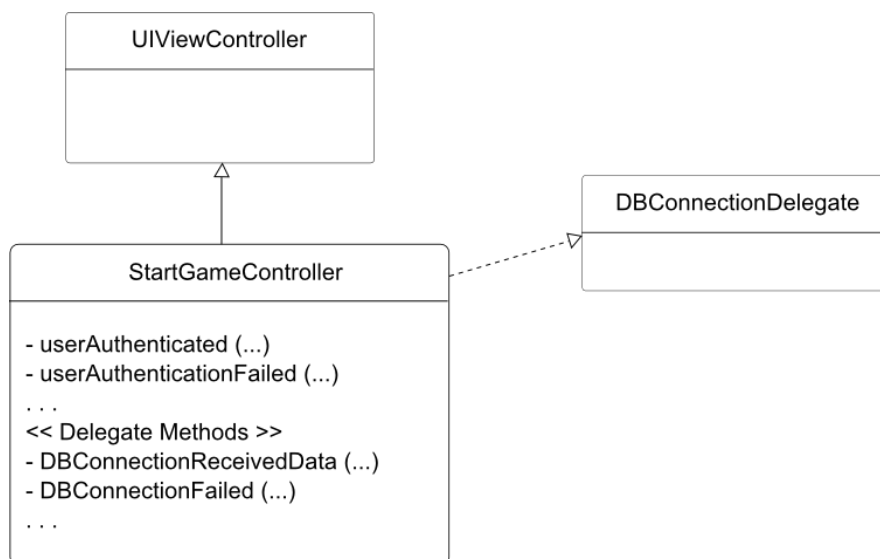 UIViewController
DBConnectionDelegate
StartGameController
- userAuthenticated (...)
- userAuthenticationFailed (...)
. . .
<< Delegate Methods >>
- DBConnectionReceivedData (...)
- DBConnectionFailed (...)
. . .